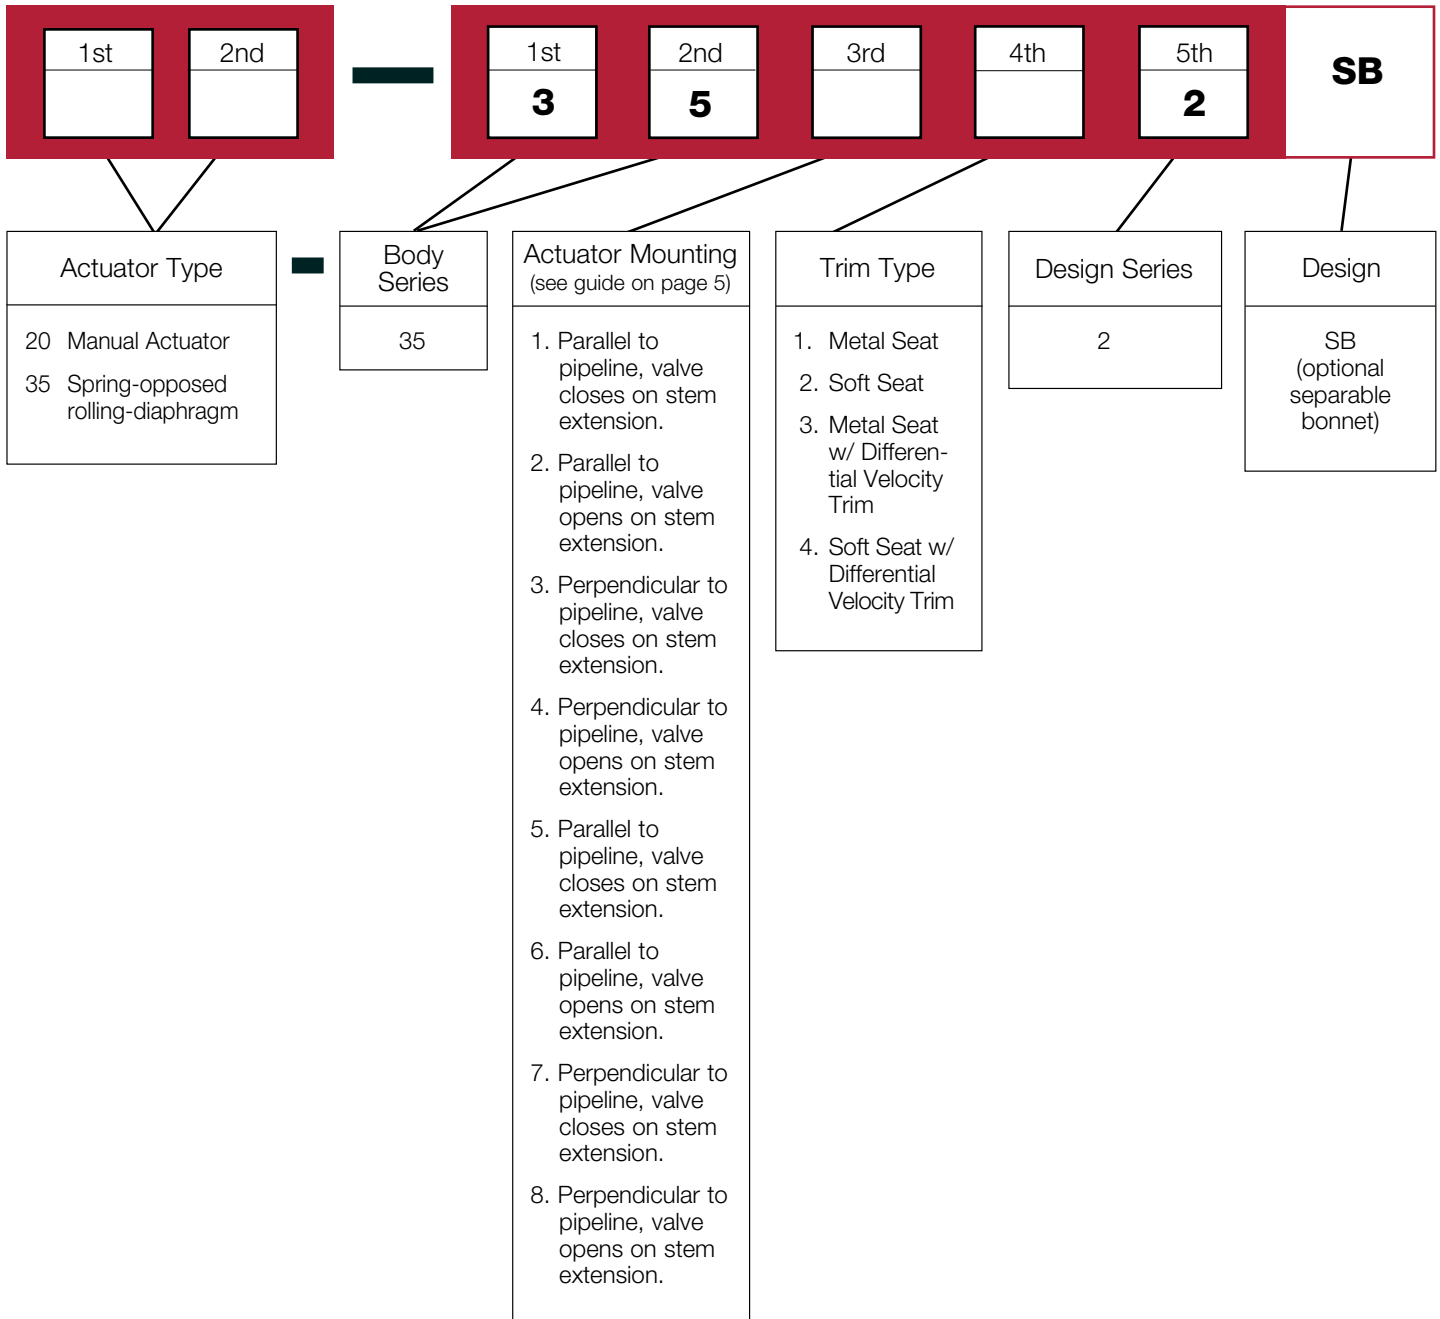 1st
2nd
1st
3
2nd
5
3rd
4th
5th
2
SB
Actuator Type
20 Manual Actuator
35 Spring-opposed
rolling-diaphragm
Body
Series
35
Actuator Mounting
(see guide on page 5)
1. Parallel to
pipeline, valve
closes on stem
extension.
2. Parallel to
pipeline, valve
opens on stem
extension.
3. Perpendicular to
pipeline, valve
closes on stem
extension.
4. Perpendicular to
pipeline, valve
opens on stem
extension.
5. Parallel to
pipeline, valve
closes on stem
extension.
6. Parallel to
pipeline, valve
opens on stem
extension.
7. Perpendicular to
pipeline, valve
closes on stem
extension.
8. Perpendicular to
pipeline, valve
opens on stem
extension.
Trim Type
1. Metal Seat
2. Soft Seat
3. Metal Seat
w/ Differen-
tial Velocity
Trim
4. Soft Seat w/
Differential
Velocity Trim
Design Series
2
Design
SB
(optional
separable
bonnet)